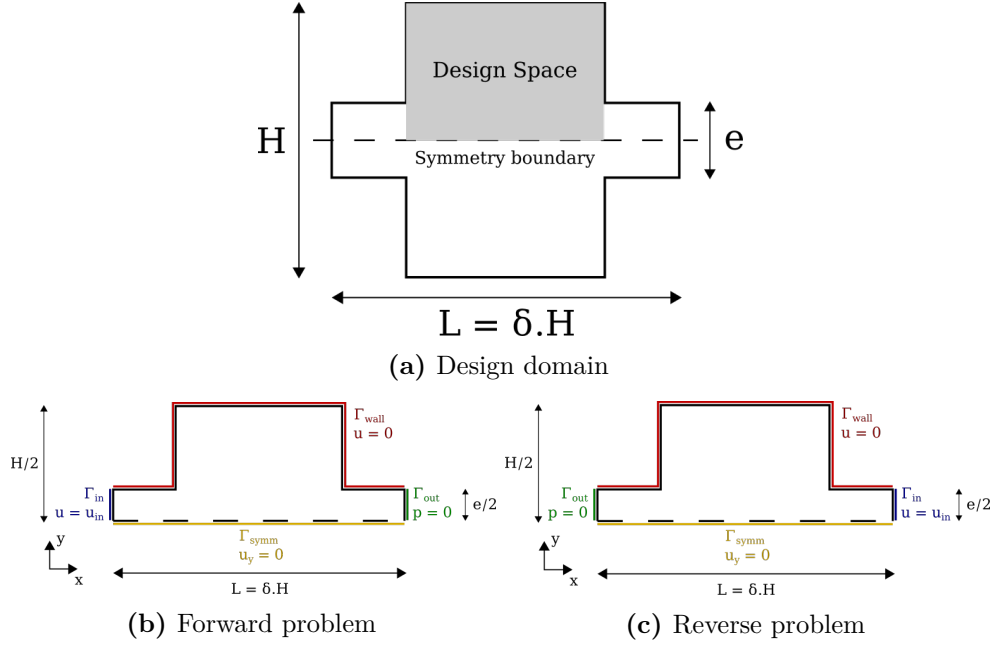 Design Space
H
e
Symmetry boundary
L = δ.H
(a) Design domain
H/2
Γwall
u = 0
Γin
u = uin
Γout
p = 0
e/2
Γsymm
uy = 0
y
x
L = δ.H
(b) Forward problem
H/2
Γwall
u = 0
Γout
p = 0
Γin
u = uin
e/2
Γsymm
uy = 0
y
x
L = δ.H
(c) Reverse problem